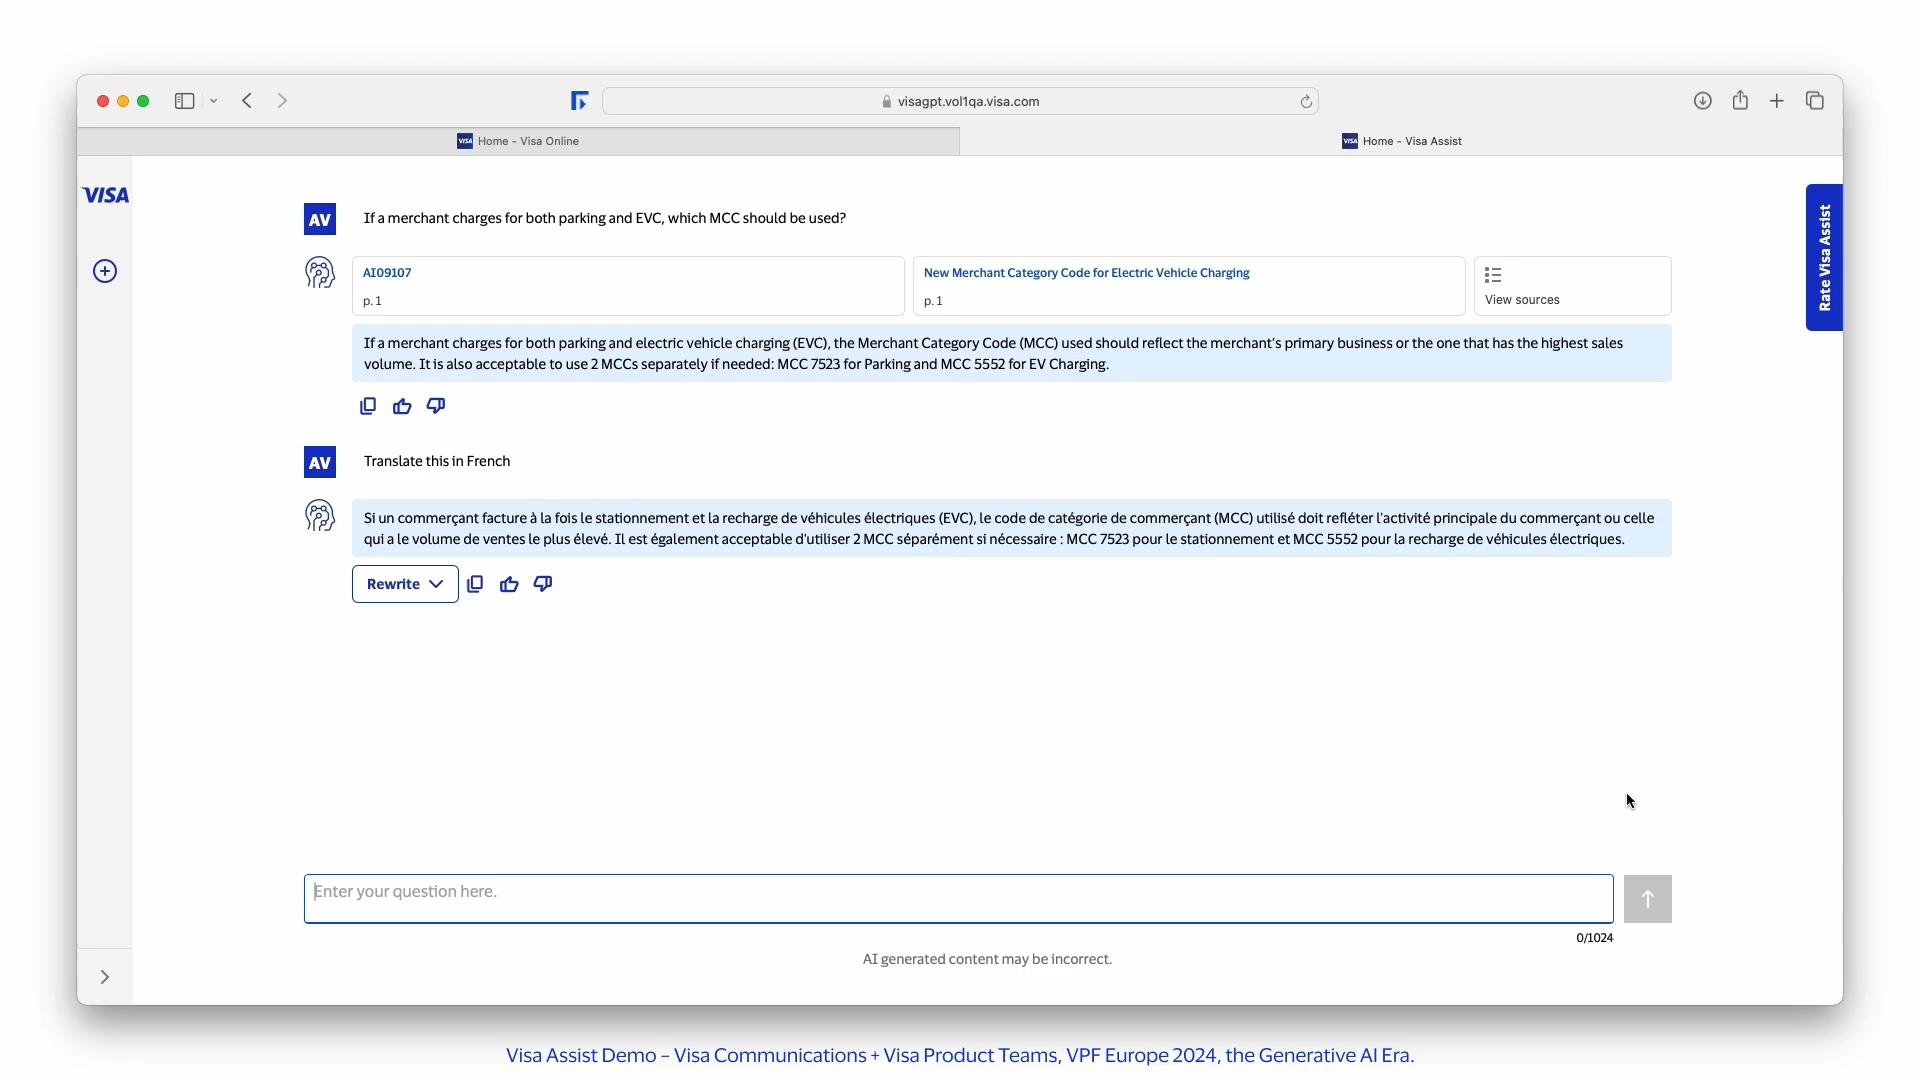 visagpt.vol1qa.visa.com
VISA Home - Visa Online
VISA Home - Visa Assist
VISA
Rate Visa Assist
AV If a merchant charges for both parking and EVC, which MCC should be used?
AI09107
p. 1
New Merchant Category Code for Electric Vehicle Charging
p. 1
View sources
If a merchant charges for both parking and electric vehicle charging (EVC), the Merchant Category Code (MCC) used should reflect the merchant's primary business or the one that has the highest sales
volume. It is also acceptable to use 2 MCCs separately if needed: MCC 7523 for Parking and MCC 5552 for EV Charging.
AV Translate this in French
Si un commerçant facture à la fois le stationnement et la recharge de véhicules électriques (EVC), le code de catégorie de commerçant (MCC) utilisé doit refléter l'activité principale du commerçant ou celle
qui a le volume de ventes le plus élevé. Il est également acceptable d'utiliser 2 MCC séparément si nécessaire : MCC 7523 pour le stationnement et MCC 5552 pour la recharge de véhicules électriques.
Rewrite
Enter your question here.
0/1024
AI generated content may be incorrect.
Visa Assist Demo – Visa Communications + Visa Product Teams, VPF Europe 2024, the Generative AI Era.